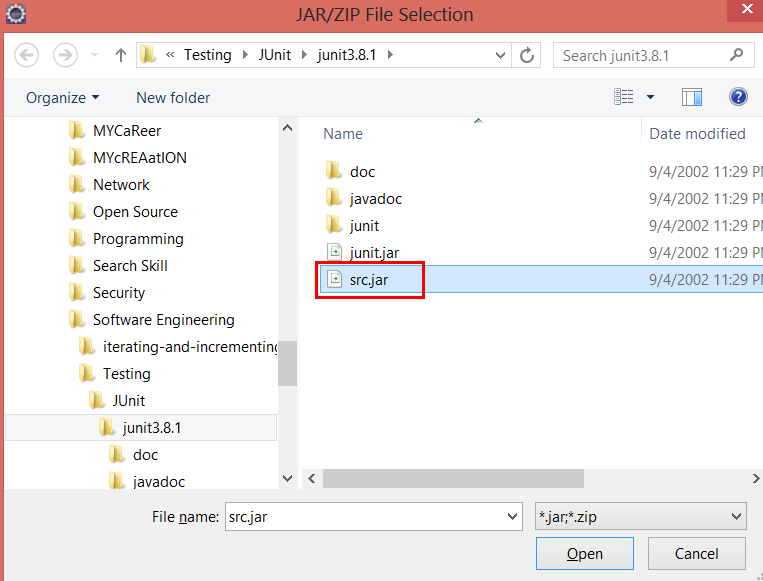 JAR/ZIP File Selection
« Testing JUnit junit3.8.1
Search junit3.8.1
Organize New folder
MYCaReer
MYcREAatION
Network
Open Source
Programming
Search Skill
Security
Software Engineering
iterating-and-incrementing
Testing
JUnit
junit3.8.1
doc
javadoc
Name Date modified
doc 9/4/2002 11:29 PM
javadoc 9/4/2002 11:29 PM
junit 9/4/2002 11:29 PM
junit.jar 9/4/2002 11:29 PM
src.jar 9/4/2002 11:29 PM
File name: src.jar *.jar;*.zip
Open Cancel